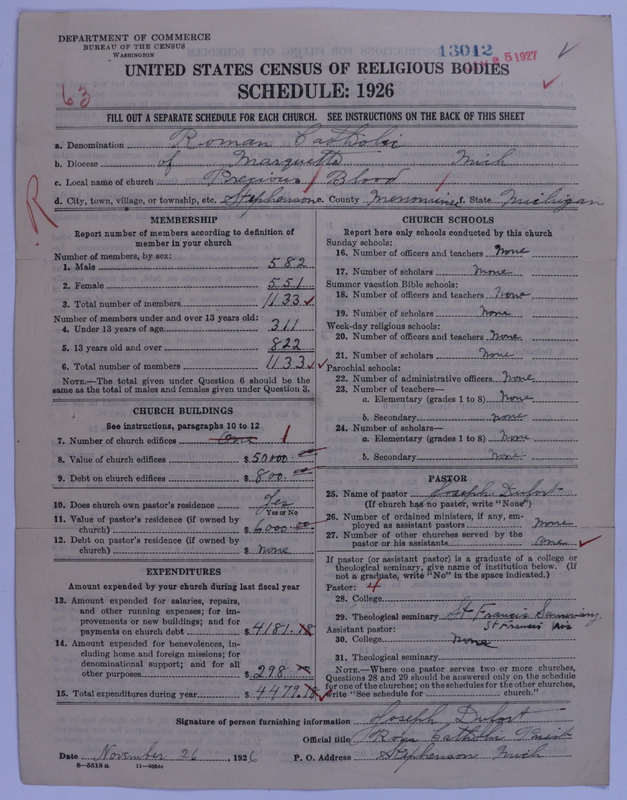 DEPARTMENT OF COMMERCE
BUREAU OF THE CENSUS
WASHINGTON
13012
5 1927
UNITED STATES CENSUS OF RELIGIOUS BODIES
SCHEDULE: 1926
63
R
FILL OUT A SEPARATE SCHEDULE FOR EACH CHURCH. SEE INSTRUCTIONS ON THE BACK OF THIS SHEET
a. Denomination Roman Catholic
b. Diocese of Marquette Mich
c. Local name of church Precious Blood
d. City, town, village, or township, etc. Stephenson e. County Menominee f. State Michigan
MEMBERSHIP
Report number of members according to definition of
member in your church
Number of members, by sex:
1. Male 582
2. Female 551
3. Total number of members 1133
Number of members under and over 13 years old:
4. Under 13 years of age 311
5. 13 years old and over 822
6. Total number of members 1133
NOTE.—The total given under Question 6 should be the
same as the total of males and females given under Question 3.
CHURCH BUILDINGS
See instructions, paragraphs 10 to 12
7. Number of church edifices One 1
8. Value of church edifices $ 50000.00
9. Debt on church edifices $ 800.00
10. Does church own pastor's residence Yes
Yes or No
11. Value of pastor's residence (if owned by
church) $ 6000.00
12. Debt on pastor's residence (if owned by
church) $ None
EXPENDITURES
Amount expended by your church during last fiscal year
13. Amount expended for salaries, repairs,
and other running expenses; for im-
provements or new buildings; and for
payments on church debt $ 4181.18
14. Amount expended for benevolences, in-
cluding home and foreign missions; for
denominational support; and for all
other purposes $ 298
15. Total expenditures during year $ 4479.18
CHURCH SCHOOLS
Report here only schools conducted by this church
Sunday schools:
16. Number of officers and teachers None
17. Number of scholars None
Summer vacation Bible schools:
18. Number of officers and teachers None
19. Number of scholars None
Week-day religious schools:
20. Number of officers and teachers None
21. Number of scholars None
Parochial schools:
22. Number of administrative officers None
23. Number of teachers—
a. Elementary (grades 1 to 8) None
b. Secondary none
24. Number of scholars—
a. Elementary (grades 1 to 8) None
b. Secondary None
PASTOR
25. Name of pastor Joseph Dufort
(If church has no pastor, write "None")
26. Number of ordained ministers, if any, em-
ployed as assistant pastors None
27. Number of other churches served by the
pastor or his assistants One
If pastor (or assistant pastor) is a graduate of a college or
theological seminary, give name of institution below. (If
not a graduate, write "No" in the space indicated.)
Pastor: 4
28. College
29. Theological seminary St Francis Seminary
Assistant pastor: St Francis Wis
30. College None
31. Theological seminary
NOTE.—Where one pastor serves two or more churches,
Questions 28 and 29 should be answered only on the schedule
for one of the churches; on the schedules for the other churches,
write "See schedule for church."
Signature of person furnishing information Joseph Dufort
Official title Rom Catholic Priest
Date November 26, 1926 P. O. Address Stephenson Mich
8—5518a 11—9554c